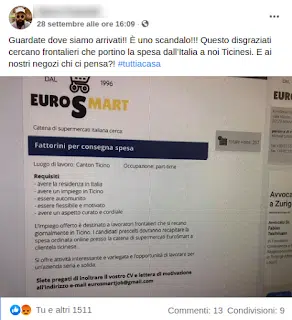 28 settembre alle ore 16:09
Guardate dove siamo arrivati!! È uno scandalo!!! Questo disgraziati
cercano frontalieri che portino la spesa dall'Italia a noi Ticinesi. E ai
nostri negozi chi ci pensa?! #tuttiacasa
DAL 1996
EUROSMART
Catena di supermercati italiana cerca
Fattorini per consegna spesa
Luogo di lavoro: Canton Ticino Occupazione: part-time
Requisiti
- avere la residenza in Italia
- avere un impiego in Ticino
- essere automunito
- essere flessibile e motivato
- avere un aspetto curato e cordiale
L'impiego offerto è destinato a lavoratori frontalieri che si recano
giornalmente in Ticino. I candidati prescelti dovranno recapitare la
spesa ordinata online presso la catena di supermercati EuroSmart a
clientela ticinese.
Si offre attività interessante e variegata e l'opportunità di lavorare per
un'azienda seria e solida.
Siete pregati di inoltrare il vostro CV e lettera di motivazione
all'indirizzo e-mail eurosmartjob@gmail.com
Avvoca
a Zurig
Tu e altri 1511
Commenti: 13 Condivisioni: 9